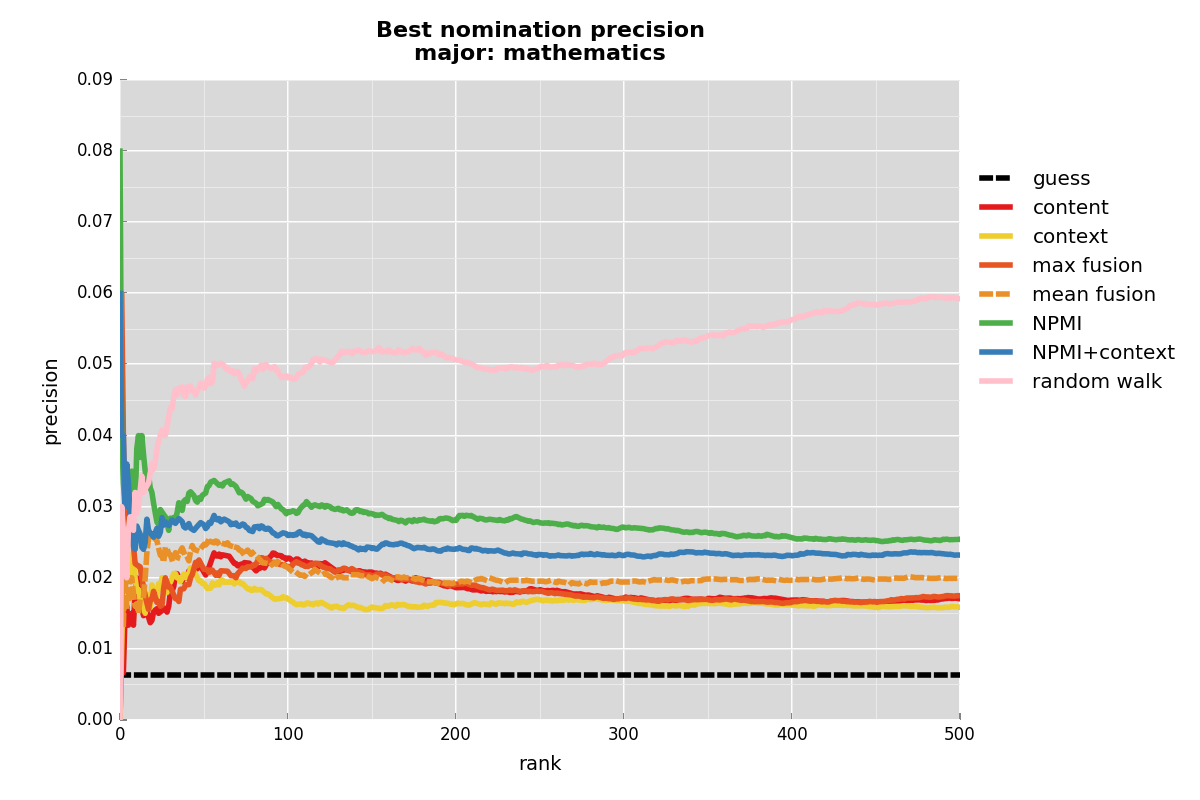 Best nomination precision
major: mathematics
0.09
0.08
0.07
0.06
0.05
0.04
0.03
0.02
0.01
0.00
precision
0
100
200
300
400
500
rank
guess
content
context
max fusion
mean fusion
NPMI
NPMI+context
random walk